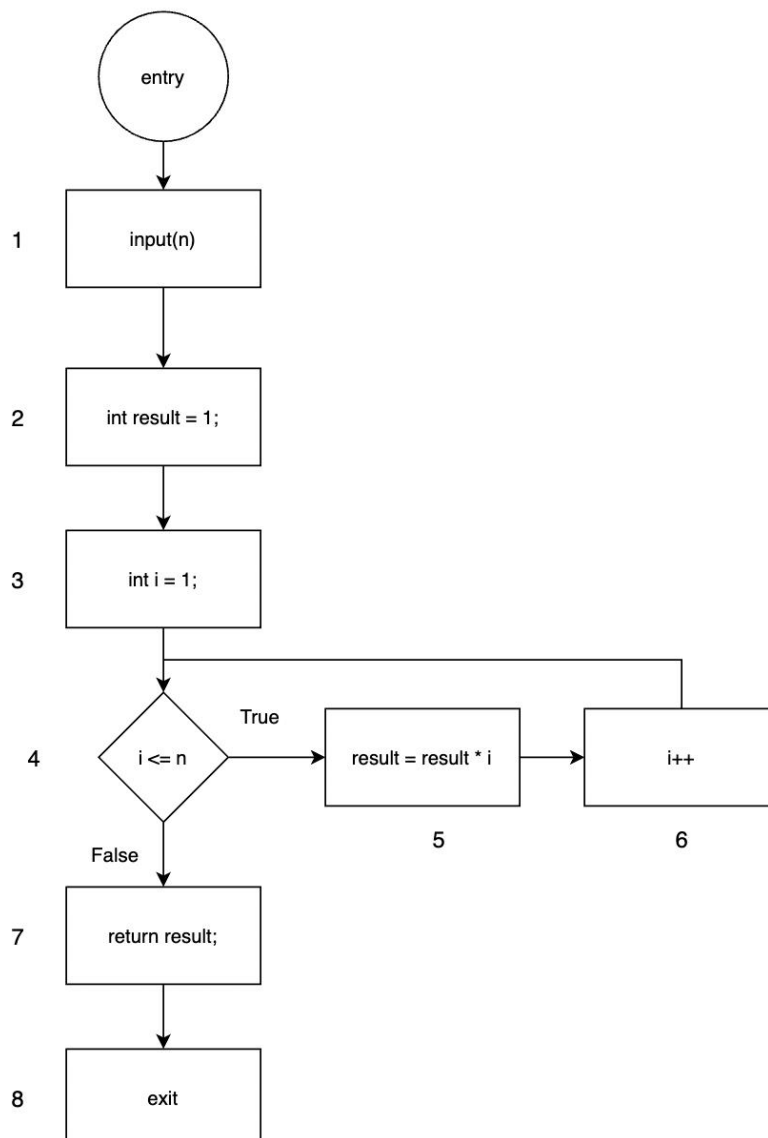 entry
1
input(n)
2
int result = 1;
3
int i = 1;
4
i <= n
True
result = result * i
5
i++
6
False
7
return result;
8
exit